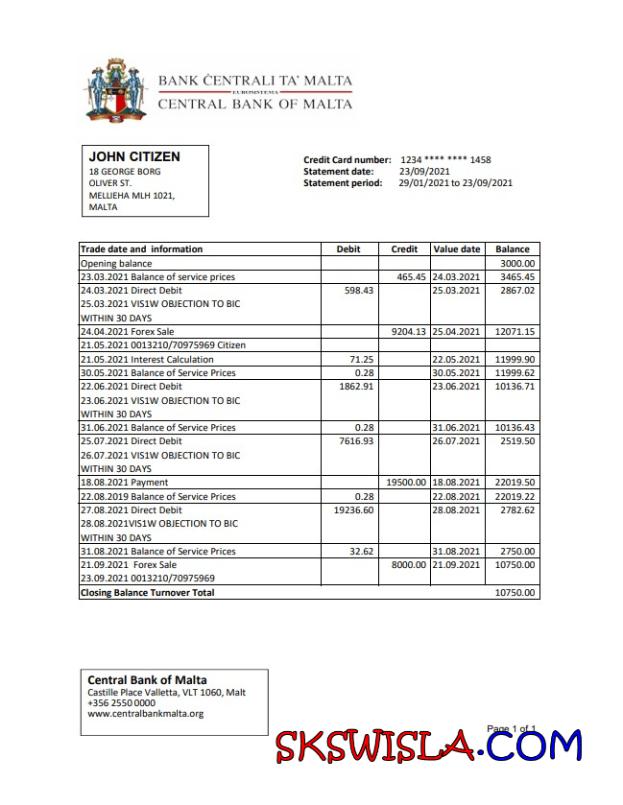 BANK ĊENTRALI TA' MALTA
EUROSISTEMA
CENTRAL BANK OF MALTA
JOHN CITIZEN
18 GEORGE BORG
OLIVER ST.
MELLIEHA MLH 1021,
MALTA
Credit Card number: 1234 **** **** 1458
Statement date: 23/09/2021
Statement period: 29/01/2021 to 23/09/2021
Trade date and information Debit Credit Value date Balance
Opening balance 3000.00
23.03.2021 Balance of service prices 465.45 24.03.2021 3465.45
24.03.2021 Direct Debit 598.43 25.03.2021 2867.02
25.03.2021 VIS1W OBJECTION TO BIC
WITHIN 30 DAYS
24.04.2021 Forex Sale 9204.13 25.04.2021 12071.15
21.05.2021 0013210/70975969 Citizen
21.05.2021 Interest Calculation 71.25 22.05.2021 11999.90
30.05.2021 Balance of Service Prices 0.28 30.05.2021 11999.62
22.06.2021 Direct Debit 1862.91 23.06.2021 10136.71
23.06.2021 VIS1W OBJECTION TO BIC
WITHIN 30 DAYS
31.06.2021 Balance of Service Prices 0.28 31.06.2021 10136.43
25.07.2021 Direct Debit 7616.93 26.07.2021 2519.50
26.07.2021 VIS1W OBJECTION TO BIC
WITHIN 30 DAYS
18.08.2021 Payment 19500.00 18.08.2021 22019.50
22.08.2019 Balance of Service Prices 0.28 22.08.2021 22019.22
27.08.2021 Direct Debit 19236.60 28.08.2021 2782.62
28.08.2021VIS1W OBJECTION TO BIC
WITHIN 30 DAYS
31.08.2021 Balance of Service Prices 32.62 31.08.2021 2750.00
21.09.2021 Forex Sale 8000.00 21.09.2021 10750.00
23.09.2021 0013210/70975969
Closing Balance Turnover Total 10750.00
Central Bank of Malta
Castille Place Valletta, VLT 1060, Malt
+356 2550 0000
www.centralbankmalta.org
Page 1 of 1
SKSWISLA.COM